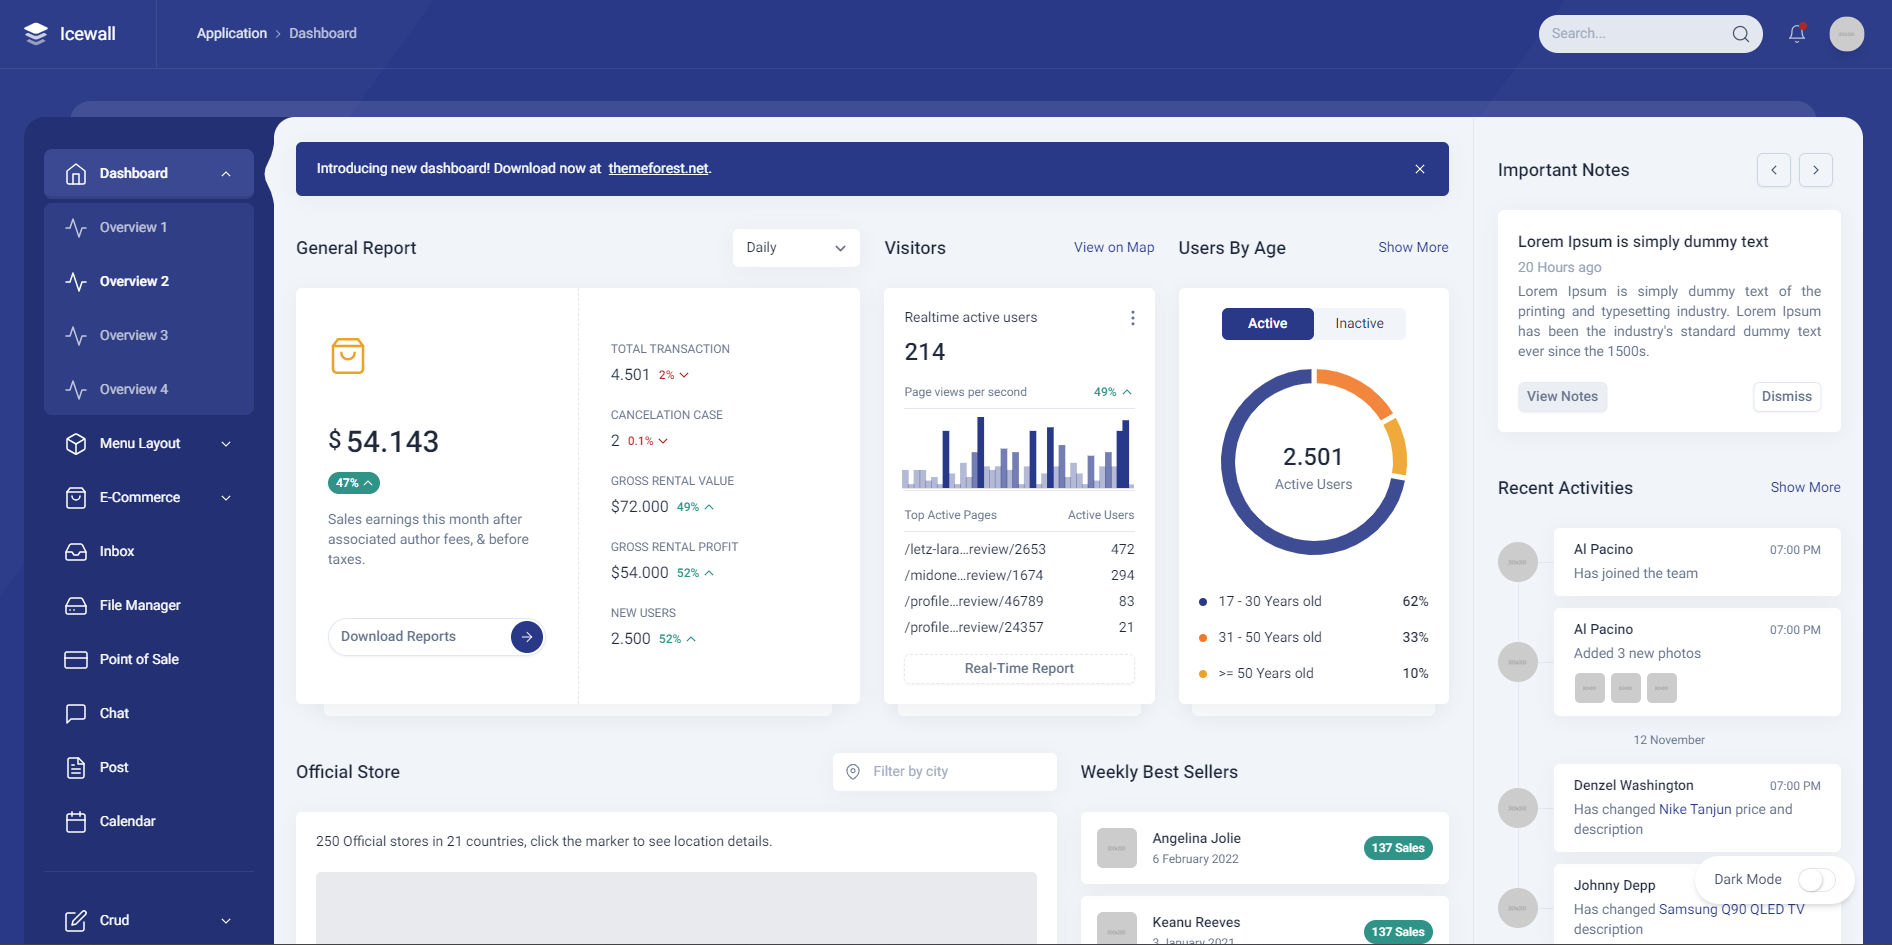 Icewall
Application > Dashboard
Search...
Dashboard
Overview 1
Overview 2
Overview 3
Overview 4
Menu Layout
E-Commerce
Inbox
File Manager
Point of Sale
Chat
Post
Calendar
Crud
Introducing new dashboard! Download now at themeforest.net.
General Report
Daily
$ 54.143
47%
Sales earnings this month after
associated author fees, & before
taxes.
Download Reports
TOTAL TRANSACTION
4.501 2%
CANCELATION CASE
2 0.1%
GROSS RENTAL VALUE
$72.000 49%
GROSS RENTAL PROFIT
$54.000 52%
NEW USERS
2.500 52%
Visitors
View on Map
Realtime active users
214
Page views per second 49%
Top Active Pages Active Users
/letz-lara...review/2653 472
/midone...review/1674 294
/profile...review/46789 83
/profile...review/24357 21
Real-Time Report
Users By Age
Show More
Active Inactive
2.501
Active Users
17 - 30 Years old 62%
31 - 50 Years old 33%
>= 50 Years old 10%
Official Store
Filter by city
250 Official stores in 21 countries, click the marker to see location details.
Weekly Best Sellers
Angelina Jolie
6 February 2022
137 Sales
Keanu Reeves
3 January 2021
137 Sales
Important Notes
Lorem Ipsum is simply dummy text
20 Hours ago
Lorem Ipsum is simply dummy text of the
printing and typesetting industry. Lorem Ipsum
has been the industry's standard dummy text
ever since the 1500s.
View Notes Dismiss
Recent Activities
Show More
Al Pacino 07:00 PM
Has joined the team
Al Pacino 07:00 PM
Added 3 new photos
12 November
Denzel Washington 07:00 PM
Has changed Nike Tanjun price and
description
Johnny Depp
Has changed Samsung Q90 QLED TV
description
Dark Mode